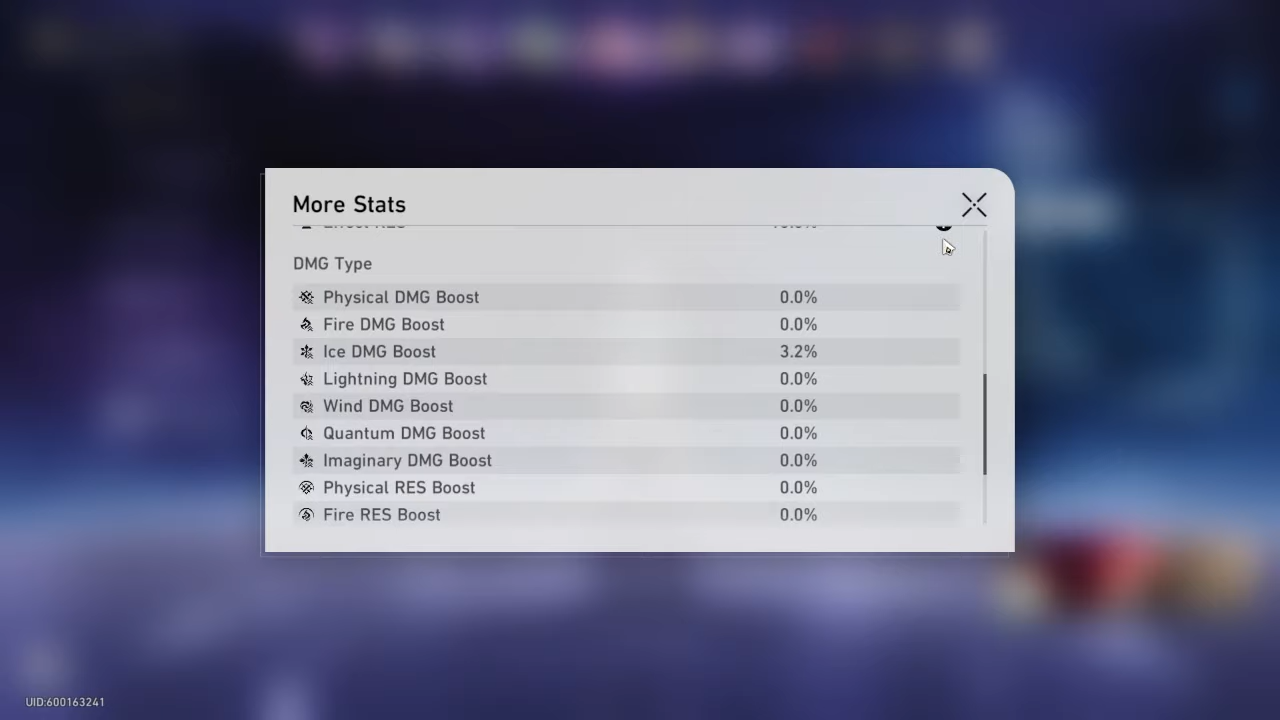 More Stats
DMG Type
Physical DMG Boost 0.0%
Fire DMG Boost 0.0%
Ice DMG Boost 3.2%
Lightning DMG Boost 0.0%
Wind DMG Boost 0.0%
Quantum DMG Boost 0.0%
Imaginary DMG Boost 0.0%
Physical RES Boost 0.0%
Fire RES Boost 0.0%
UID:600163241